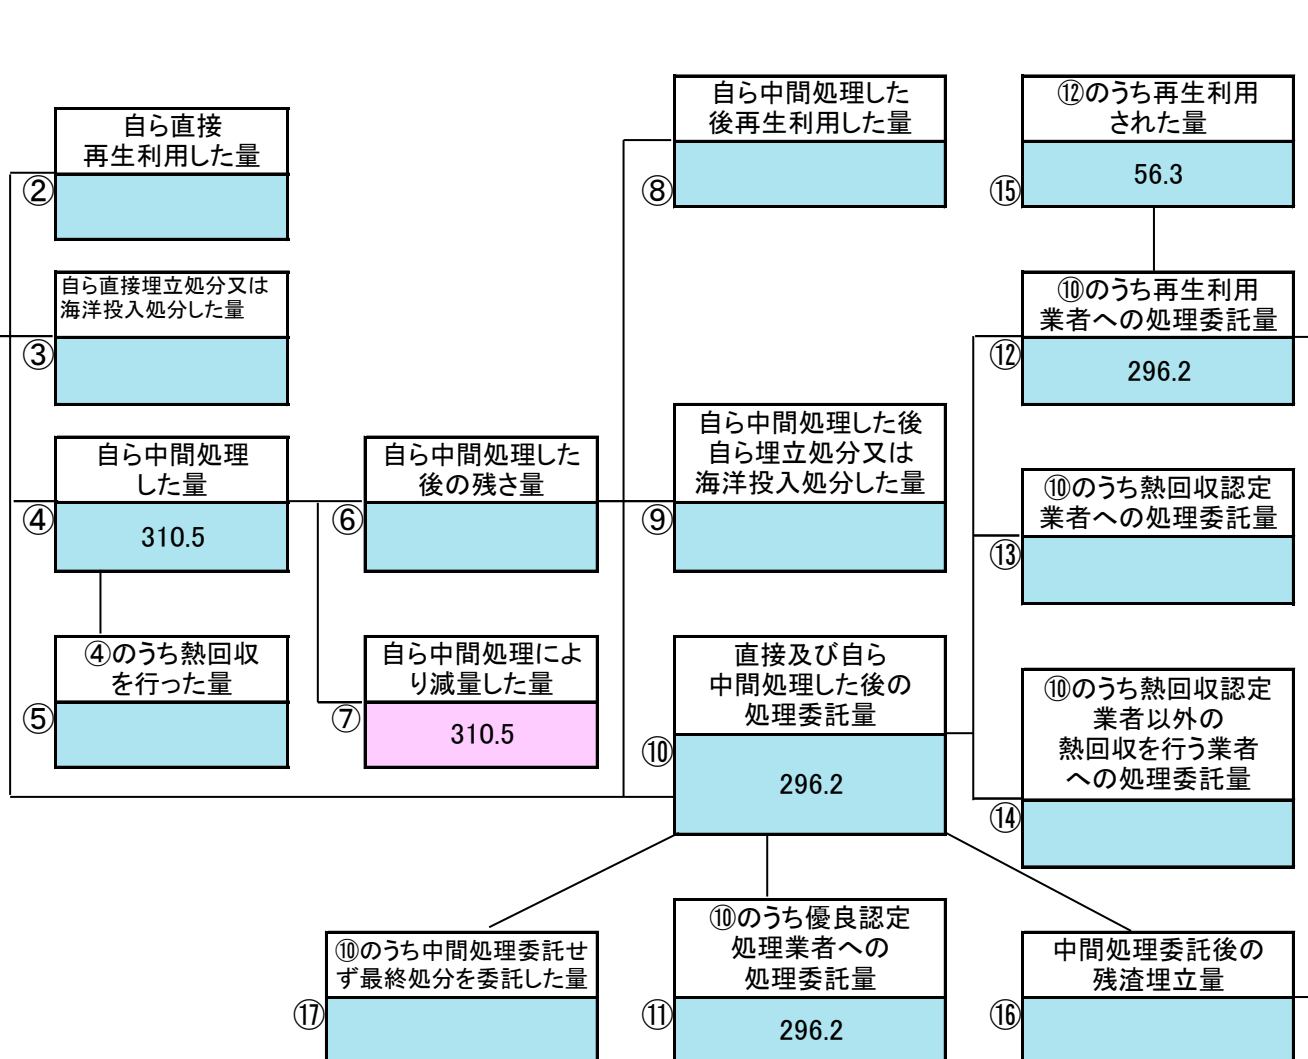 自ら直接
再生利用した量
②
自ら直接埋立処分又は
海洋投入処分した量
③
自ら中間処理
した量
④
310.5
④のうち熱回収
を行った量
⑤
自ら中間処理した
後の残さ量
⑥
自ら中間処理によ
り減量した量
⑦
310.5
自ら中間処理した
後再生利用した量
⑧
自ら中間処理した後
自ら埋立処分又は
海洋投入処分した量
⑨
直接及び自ら
中間処理した後の
処理委託量
⑩
296.2
⑩のうち優良認定
処理業者への
処理委託量
⑪
296.2
⑫のうち再生利用
された量
⑮
56.3
⑩のうち再生利用
業者への処理委託量
⑫
296.2
⑩のうち熱回収認定
業者への処理委託量
⑬
⑩のうち熱回収認定
業者以外の
熱回収を行う業者
への処理委託量
⑭
中間処理委託後の
残渣埋立量
⑯
⑩のうち中間処理委託せ
ず最終処分を委託した量
⑰